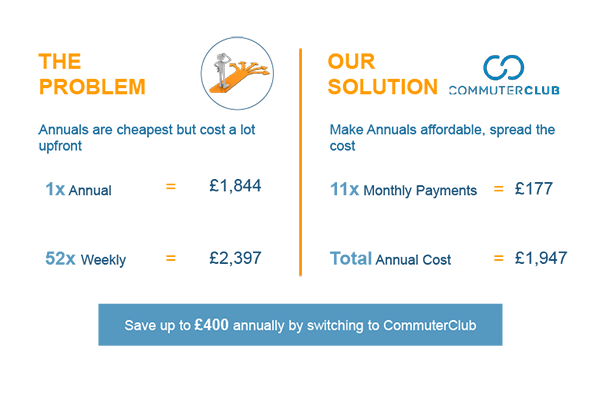 THE
PROBLEM
Annuals are cheapest but cost a lot
upfront
1x Annual = £1,844
52x Weekly = £2,397
OUR
SOLUTION
COMMUTERCLUB
Make Annuals affordable, spread the
cost
11x Monthly Payments = £177
Total Annual Cost = £1,947
Save up to £400 annually by switching to CommuterClub